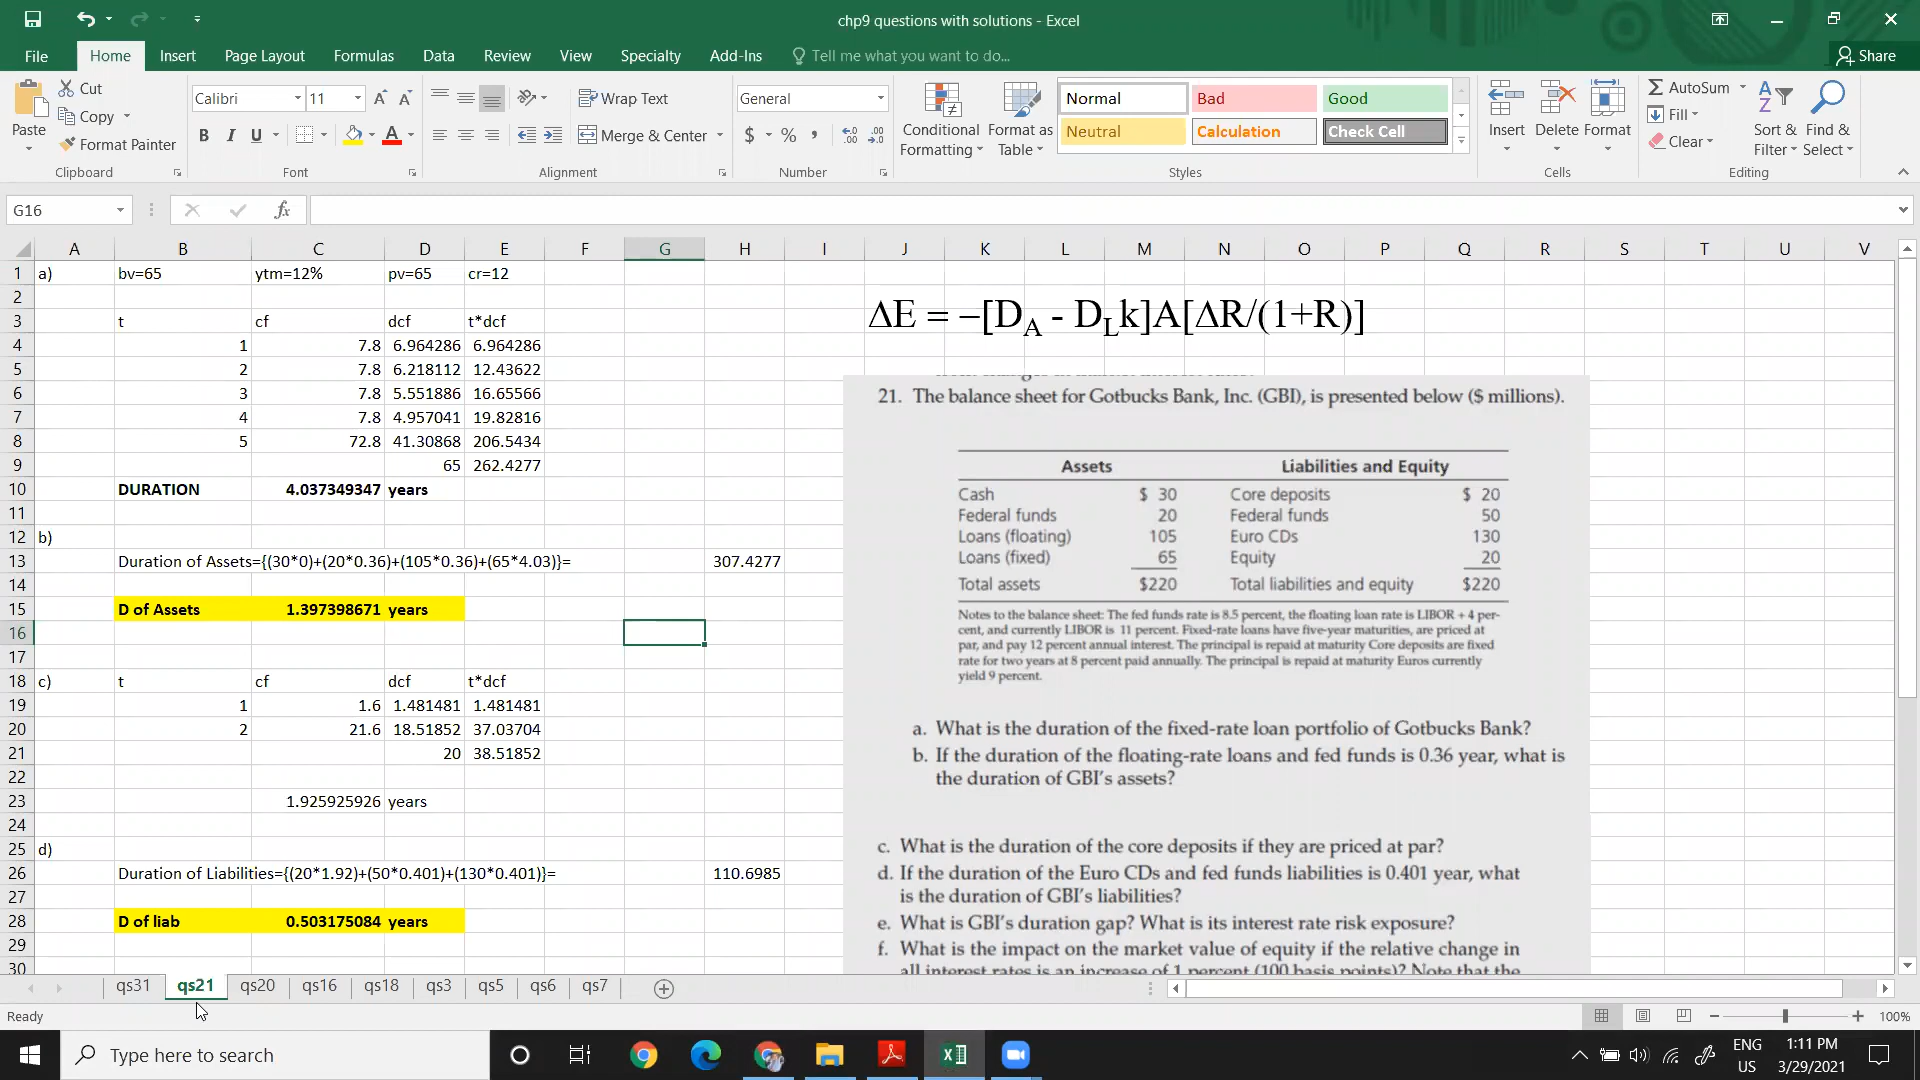 chp9 questions with solutions - Excel
File Home Insert Page Layout Formulas Data Review View Specialty Add-Ins Tell me what you want to do... Share
Paste Cut Copy Format Painter
Calibri 11 Wrap Text General
B I U Merge & Center $ % ,
Conditional Formatting Format as Table
Normal Bad Good
Neutral Calculation Check Cell
Insert Delete Format
AutoSum Fill Clear Sort & Filter Find & Select
Clipboard Font Alignment Number Styles Cells Editing
G16 fx
A B C D E F G H I J K L M N O P Q R S T U V
1 a) bv=65 ytm=12% pv=65 cr=12
2
3 t cf dcf t*dcf
4 1 7.8 6.964286 6.964286
5 2 7.8 6.218112 12.43622
6 3 7.8 5.551886 16.65566
7 4 7.8 4.957041 19.82816
8 5 72.8 41.30868 206.5434
9 65 262.4277
10 DURATION 4.037349347 years
11
12 b)
13 Duration of Assets={(30*0)+(20*0.36)+(105*0.36)+(65*4.03)}= 307.4277
14
15 D of Assets 1.397398671 years
16
17
18 c) t cf dcf t*dcf
19 1 1.6 1.481481 1.481481
20 2 21.6 18.51852 37.03704
21 20 38.51852
22
23 1.925925926 years
24
25 d)
26 Duration of Liabilities={(20*1.92)+(50*0.401)+(130*0.401)}= 110.6985
27
28 D of liab 0.503175084 years
29
30
ΔE = −[DA - DLk]A[ΔR/(1+R)]
21. The balance sheet for Gotbucks Bank, Inc. (GBI), is presented below ($ millions).
Assets Liabilities and Equity
Cash $ 30 Core deposits $ 20
Federal funds 20 Federal funds 50
Loans (floating) 105 Euro CDs 130
Loans (fixed) 65 Equity 20
Total assets $220 Total liabilities and equity $220
Notes to the balance sheet: The fed funds rate is 8.5 percent, the floating loan rate is LIBOR + 4 per-
cent, and currently LIBOR is 11 percent. Fixed-rate loans have five-year maturities, are priced at
par, and pay 12 percent annual interest. The principal is repaid at maturity Core deposits are fixed
rate for two years at 8 percent paid annually. The principal is repaid at maturity Euros currently
yield 9 percent.
a. What is the duration of the fixed-rate loan portfolio of Gotbucks Bank?
b. If the duration of the floating-rate loans and fed funds is 0.36 year, what is
the duration of GBI's assets?
c. What is the duration of the core deposits if they are priced at par?
d. If the duration of the Euro CDs and fed funds liabilities is 0.401 year, what
is the duration of GBI's liabilities?
e. What is GBI's duration gap? What is its interest rate risk exposure?
f. What is the impact on the market value of equity if the relative change in
all interest rates is an increase of 1 percent (100 basis points)? Note that the
qs31 qs21 qs20 qs16 qs18 qs3 qs5 qs6 qs7
Ready 100%
Type here to search
ENG
US
1:11 PM
3/29/2021